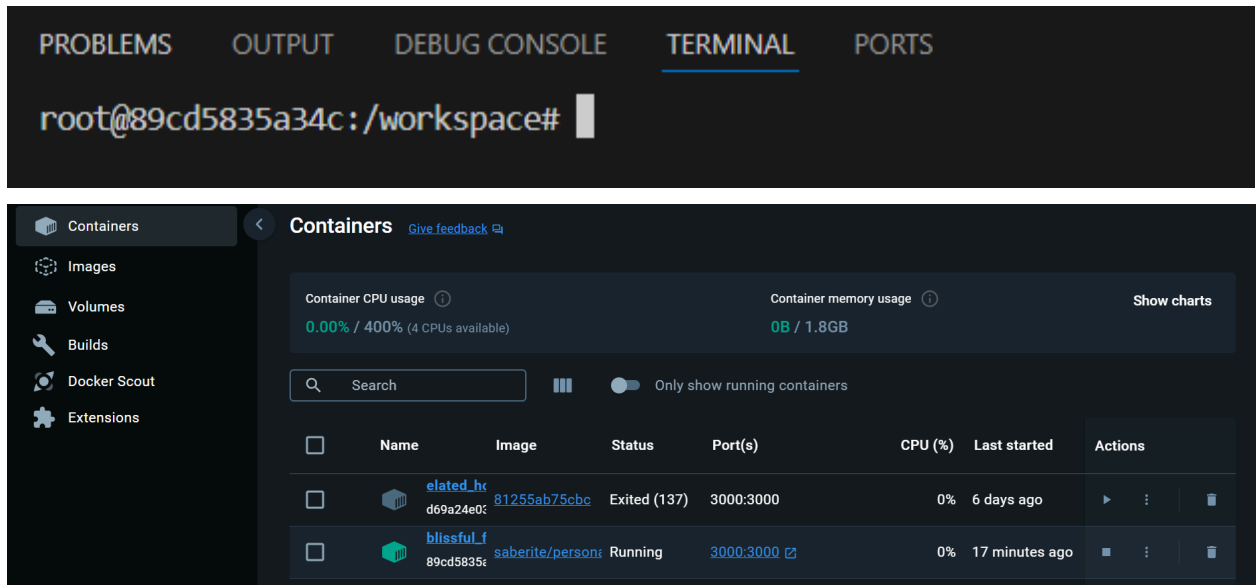 PROBLEMS OUTPUT DEBUG CONSOLE TERMINAL PORTS
root@89cd5835a34c:/workspace#
Containers
Images
Volumes
Builds
Docker Scout
Extensions
Containers Give feedback
Container CPU usage
0.00% / 400% (4 CPUs available)
Container memory usage
0B / 1.8GB
Show charts
Search
Only show running containers
Name Image Status Port(s) CPU (%) Last started Actions
elated_ho
d69a24e03
81255ab75cbc Exited (137) 3000:3000 0% 6 days ago
blissful_f
89cd5835a
saberite/persona Running 3000:3000 0% 17 minutes ago